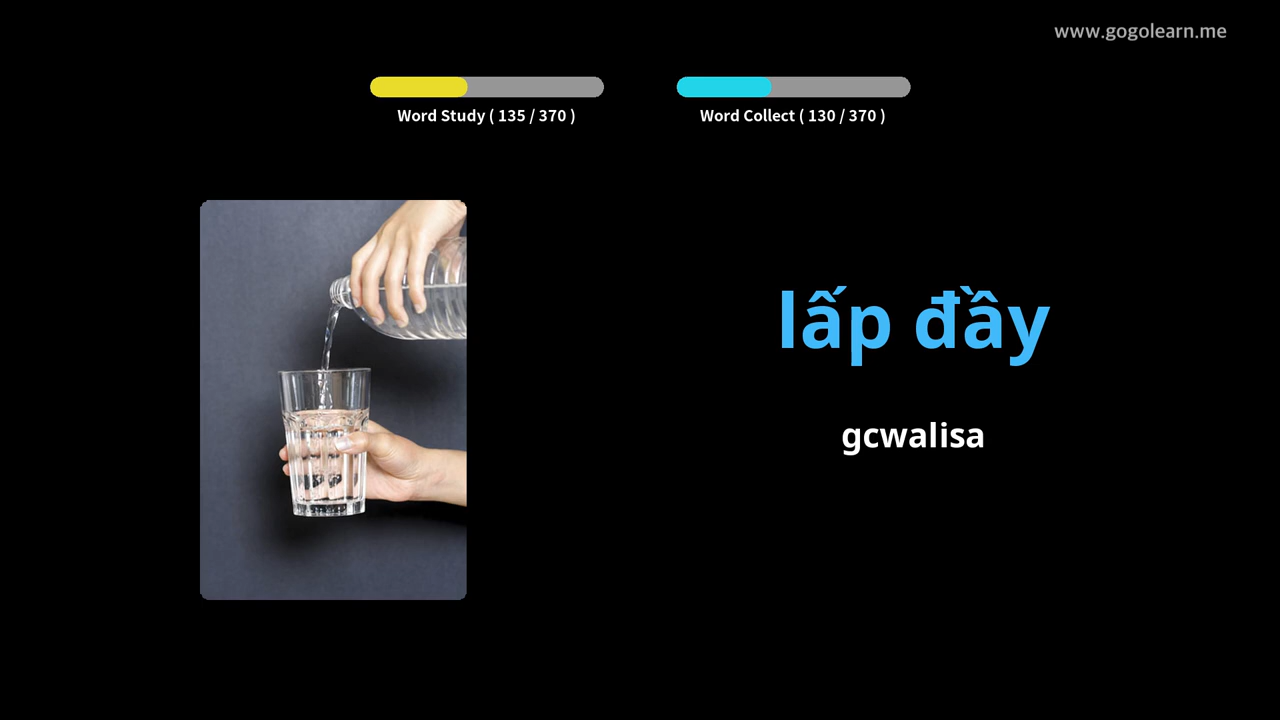 www.gogolearn.me
Word Study ( 135 / 370 )
Word Collect ( 130 / 370 )
lấp đầy
gcwalisa